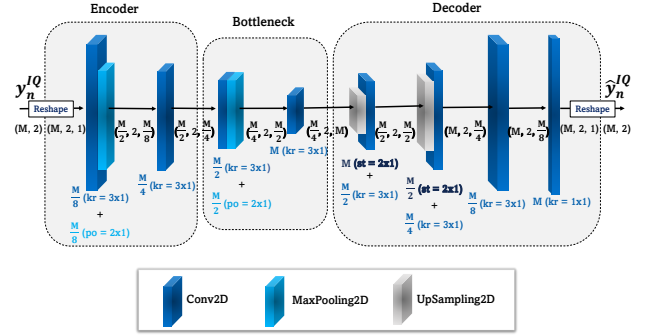 Encoder
Bottleneck
Decoder
y_n^{IQ}
Reshape
(M, 2)
(M, 2, 1)
(M/2, 2, M/8)
(M/2, 2, M/4)
(M/4, 2, M/2)
(M/4, 2, M)
(M/2, 2, M/2)
(M, 2, M/4)
(M, 2, M/8)
ŷ_n^{IQ}
Reshape
(M, 2, 1)
(M, 2)
M/8 (kr = 3x1)
+
M/8 (po = 2x1)
M/4 (kr = 3x1)
M/2 (kr = 3x1)
+
M/2 (po = 2x1)
M (kr = 3x1)
M (st = 2x1)
+
M/2 (kr = 3x1)
M/2 (st = 2x1)
+
M/4 (kr = 3x1)
M/8 (kr = 3x1)
M (kr = 1x1)
Conv2D
MaxPooling2D
UpSampling2D